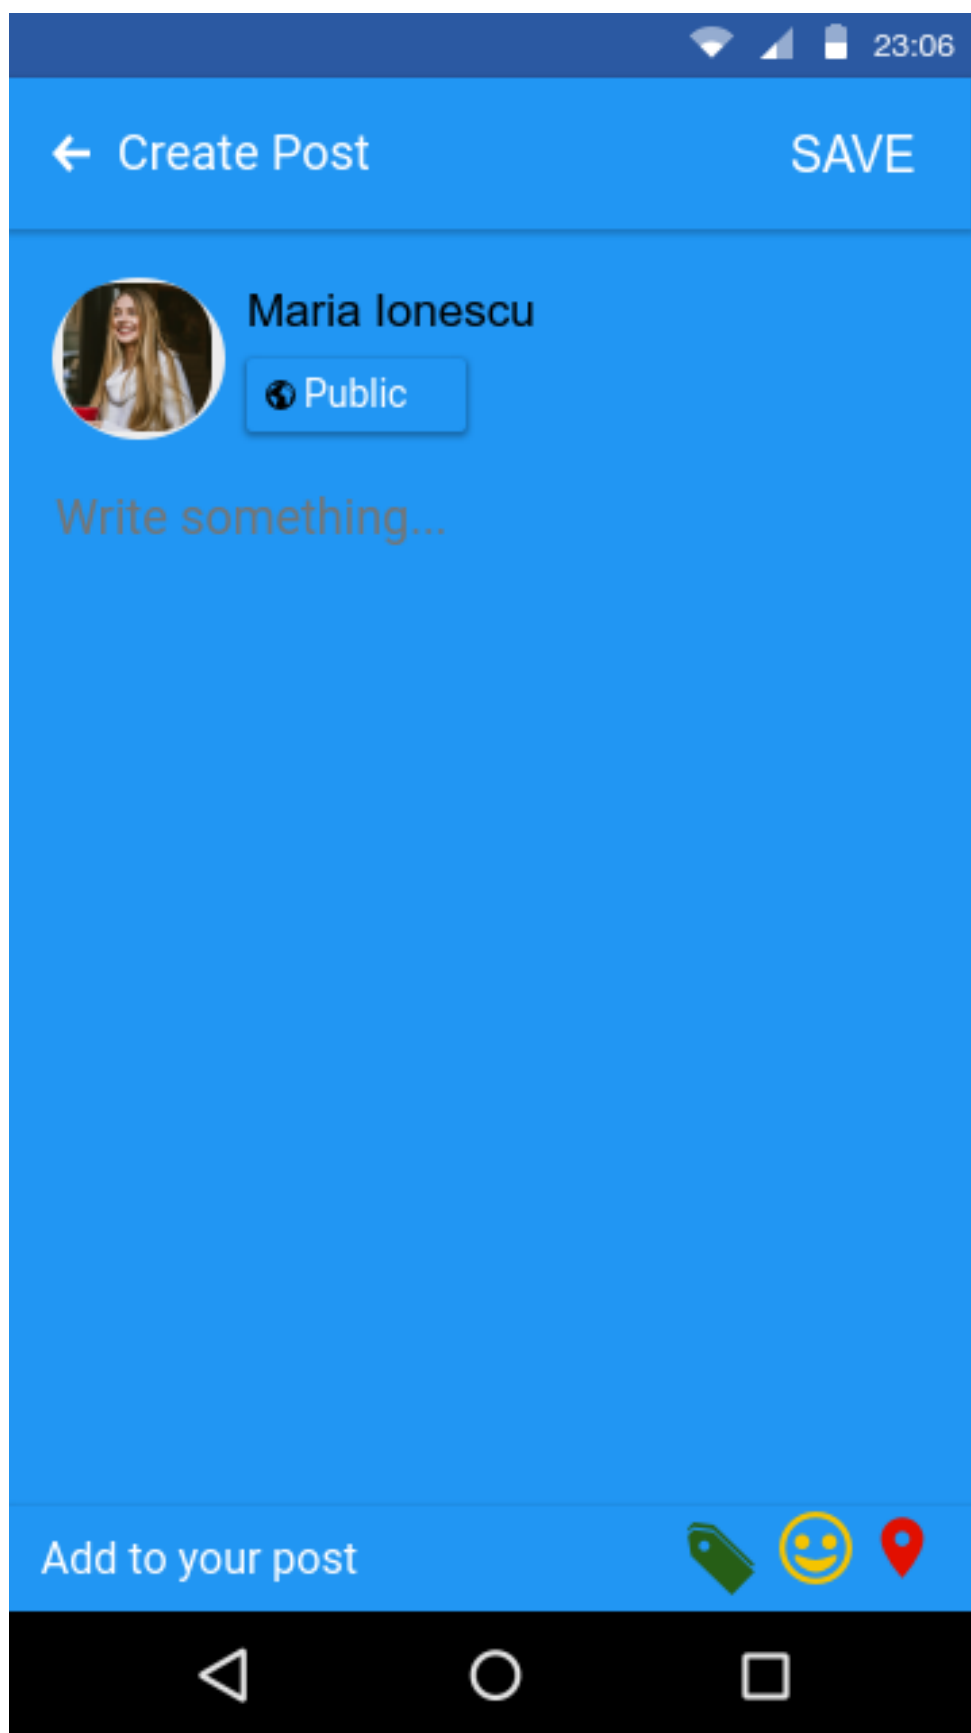 23:06
Create Post SAVE
Maria Ionescu
Public
Write something...
Add to your post